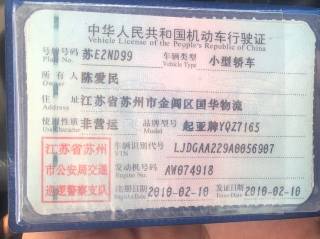 中华人民共和国机动车行驶证
Vehicle License of the People's Republic of China
号牌号码 苏E2ND99 车辆类型 小型轿车
Plate No. Vehicle Type
所有人 陈爱民
Owner
住址 江苏省苏州市金阊区国华物流
Address
使用性质 非营运 品牌型号 起亚牌YQZ7165
Use Character Model
江苏省苏州市公安局交通巡逻警察支队
车辆识别代号 LJDGAA229A0056907
VIN
发动机号码 AW074918
Engine No.
注册日期 2010-02-10 发证日期 2010-02-10
Register Date Issue Date